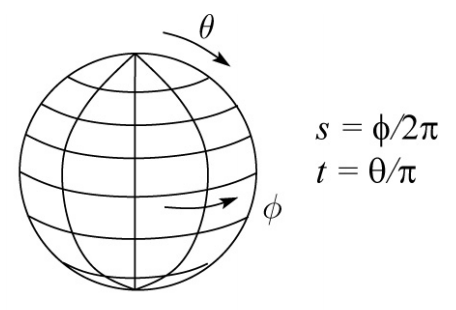 θ
s = ϕ/2π
t = θ/π
ϕ